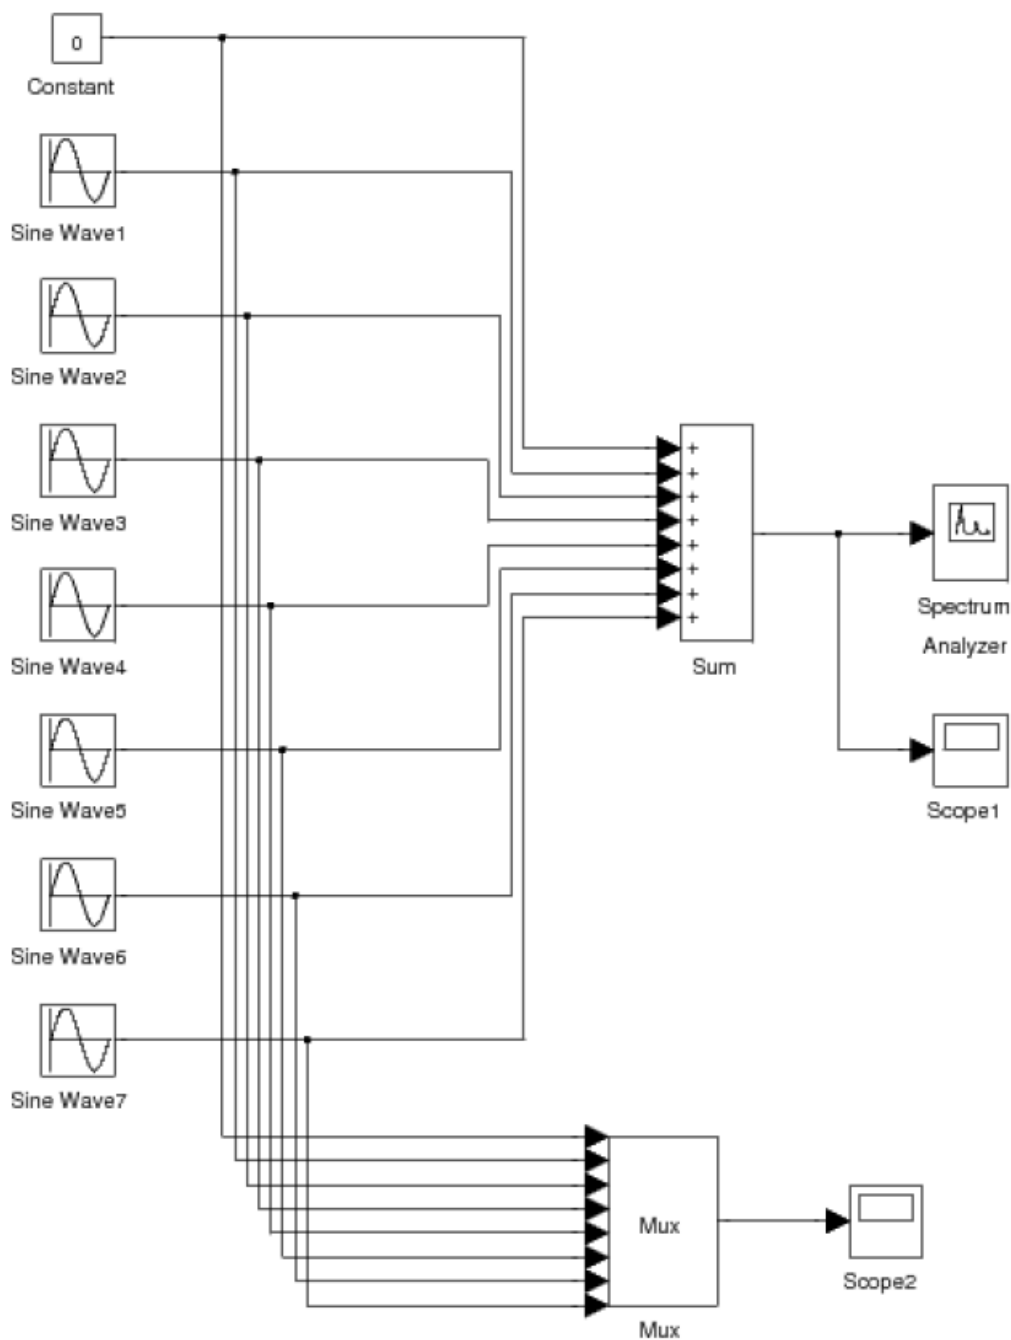 0
Constant
Sine Wave1
Sine Wave2
Sine Wave3
Sine Wave4
Sine Wave5
Sine Wave6
Sine Wave7
+
+
+
+
+
+
+
+
Sum
Spectrum
Analyzer
Scope1
Mux
Mux
Scope2